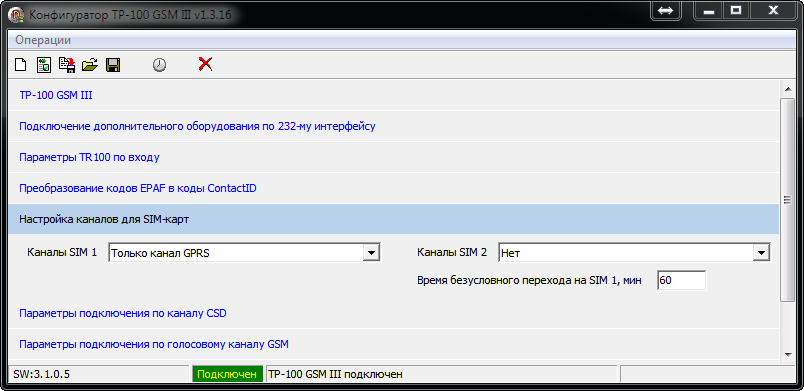 Конфигуратор TP-100 GSM III v1.3.16
Операции
TP-100 GSM III
Подключение дополнительного оборудования по 232-му интерфейсу
Параметры TR100 по входу
Преобразование кодов EPAF в коды ContactID
Настройка каналов для SIM-карт
Каналы SIM 1 Только канал GPRS Каналы SIM 2 Нет
Время безусловного перехода на SIM 1, мин 60
Параметры подключения по каналу CSD
Параметры подключения по голосовому каналу GSM
SW:3.1.0.5 Подключен TP-100 GSM III подключен